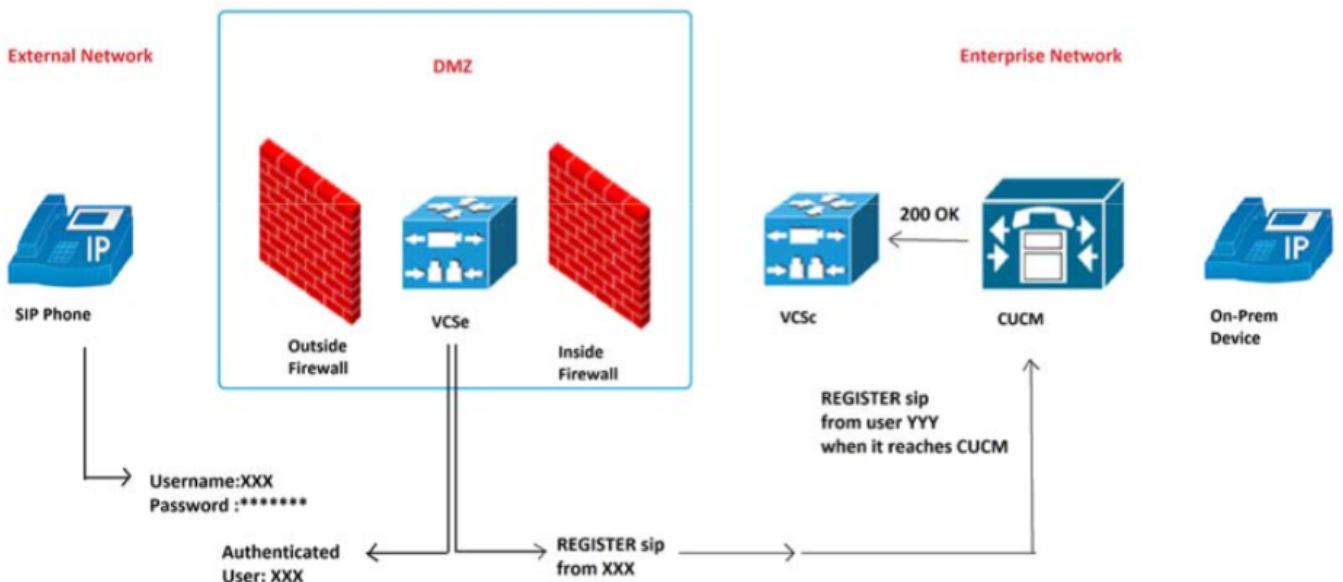 External Network
DMZ
Enterprise Network
IP
SIP Phone
Outside
Firewall
VCSe
Inside
Firewall
VCSc
200 OK
CUCM
IP
On-Prem
Device
REGISTER sip
from user YYY
when it reaches CUCM
Username:XXX
Password :*******
Authenticated
User: XXX
REGISTER sip
from XXX